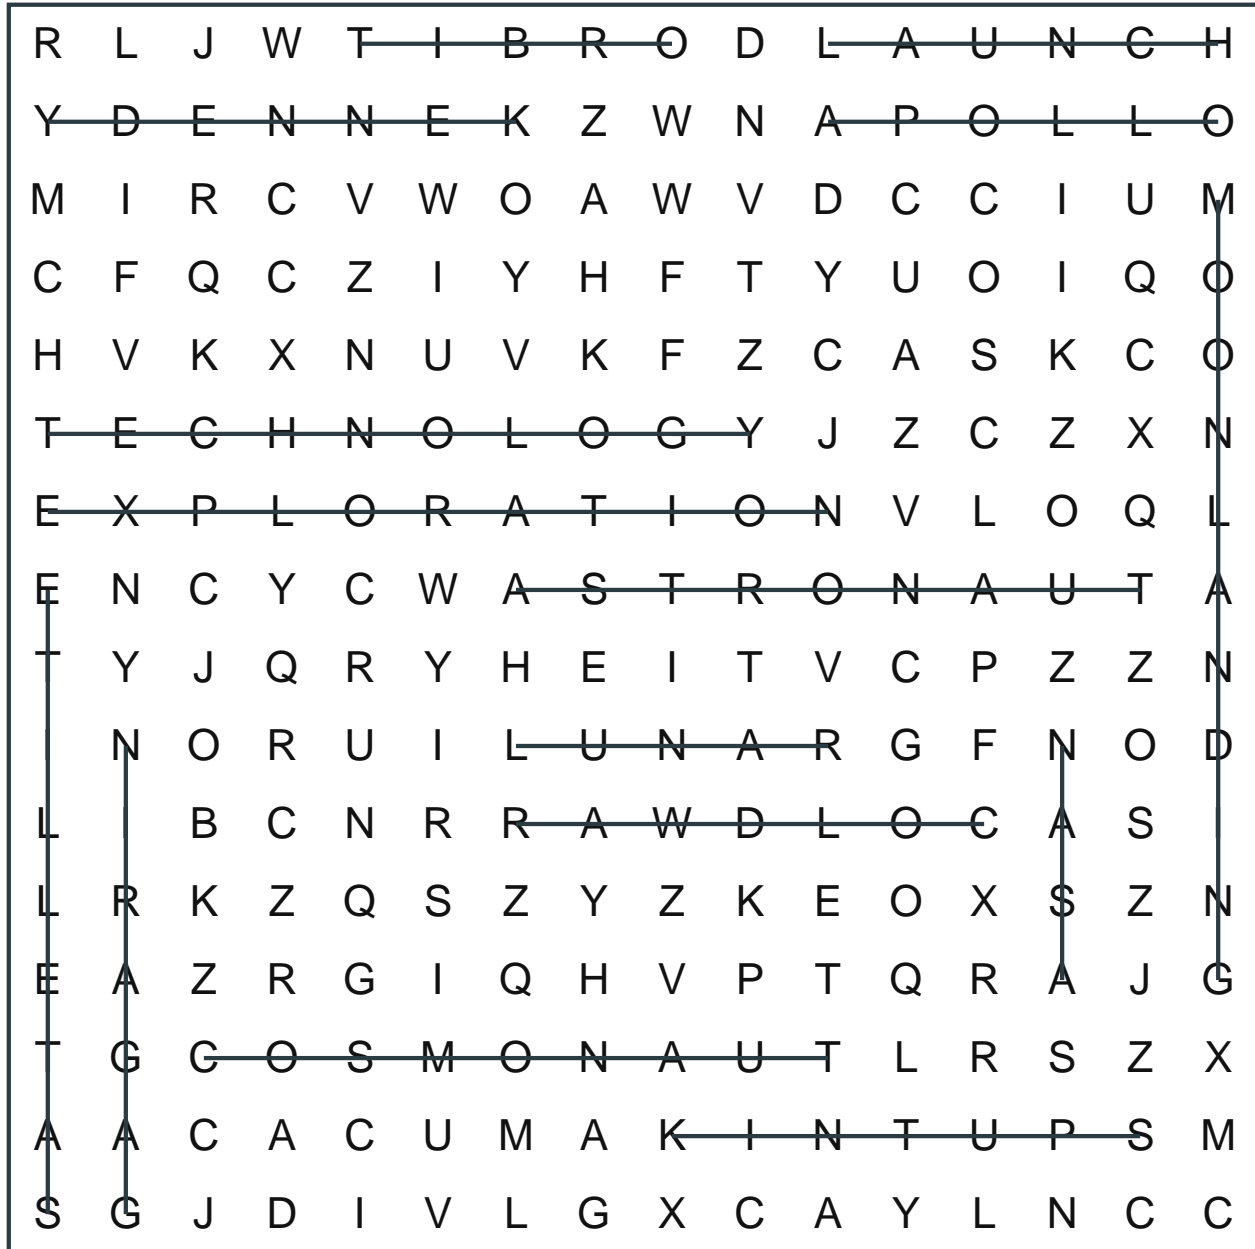 R L J W T I B R O D L A U N C H
Y D E N N E K Z W N A P O L L O
M I R C V W O A W V D C C I U M
C F Q C Z I Y H F T Y U O I Q O
H V K X N U V K F Z C A S K C O
T E C H N O L O G Y J Z C Z X N
E X P L O R A T I O N V L O Q L
E N C Y C W A S T R O N A U T A
T Y J Q R Y H E I T V C P Z Z N
I N O R U I L U N A R G F N O D
L I B C N R R A W D L O C A S I
L R K Z Q S Z Y Z K E O X S Z N
E A Z R G I Q H V P T Q R A J G
T G C O S M O N A U T L R S Z X
A A C A C U M A K I N T U P S M
S G J D I V L G X C A Y L N C C